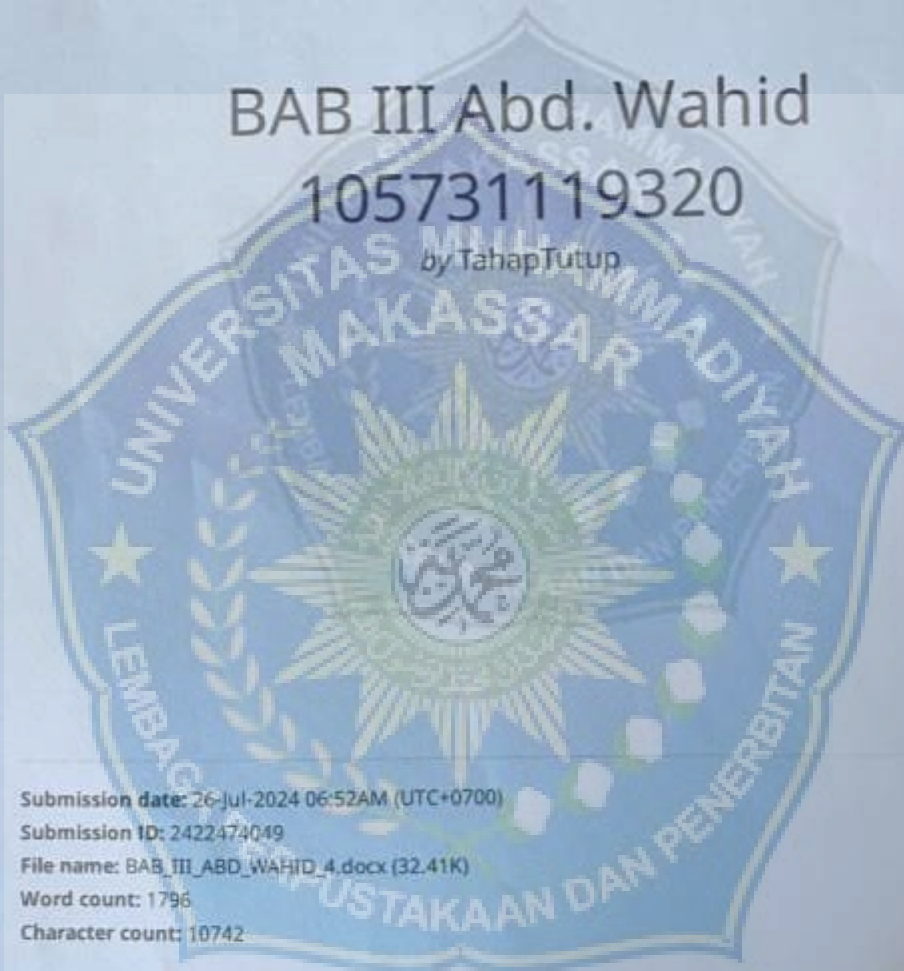 BAB III Abd. Wahid
105731119320
by TahapTutup
UNIVERSITAS MUHAMMADIYAH
MAKASSAR
LEMBAGA PERPUSTAKAAN DAN PENERBITAN
Submission date: 26-Jul-2024 06:52AM (UTC+0700)
Submission ID: 2422474049
File name: BAB_III_ABD_WAHID_4.docx (32.41K)
Word count: 1796
Character count: 10742